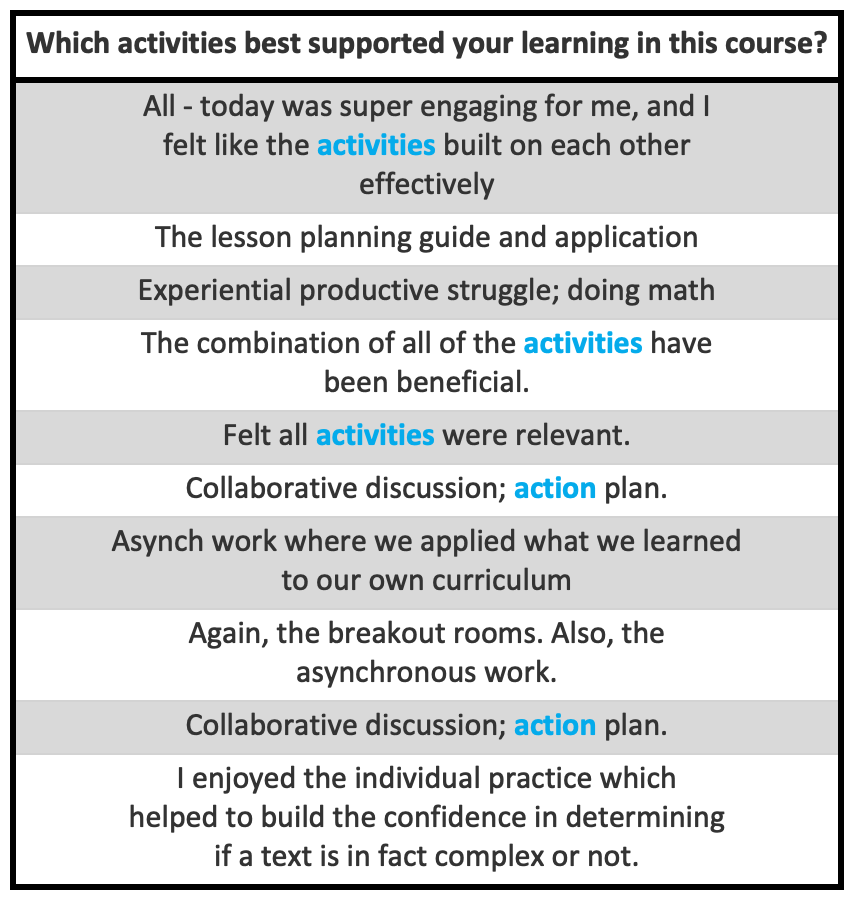 Which activities best supported your learning in this course?
All - today was super engaging for me, and I
felt like the activities built on each other
effectively
The lesson planning guide and application
Experiential productive struggle; doing math
The combination of all of the activities have
been beneficial.
Felt all activities were relevant.
Collaborative discussion; action plan.
Asynch work where we applied what we learned
to our own curriculum
Again, the breakout rooms. Also, the
asynchronous work.
Collaborative discussion; action plan.
I enjoyed the individual practice which
helped to build the confidence in determining
if a text is in fact complex or not.